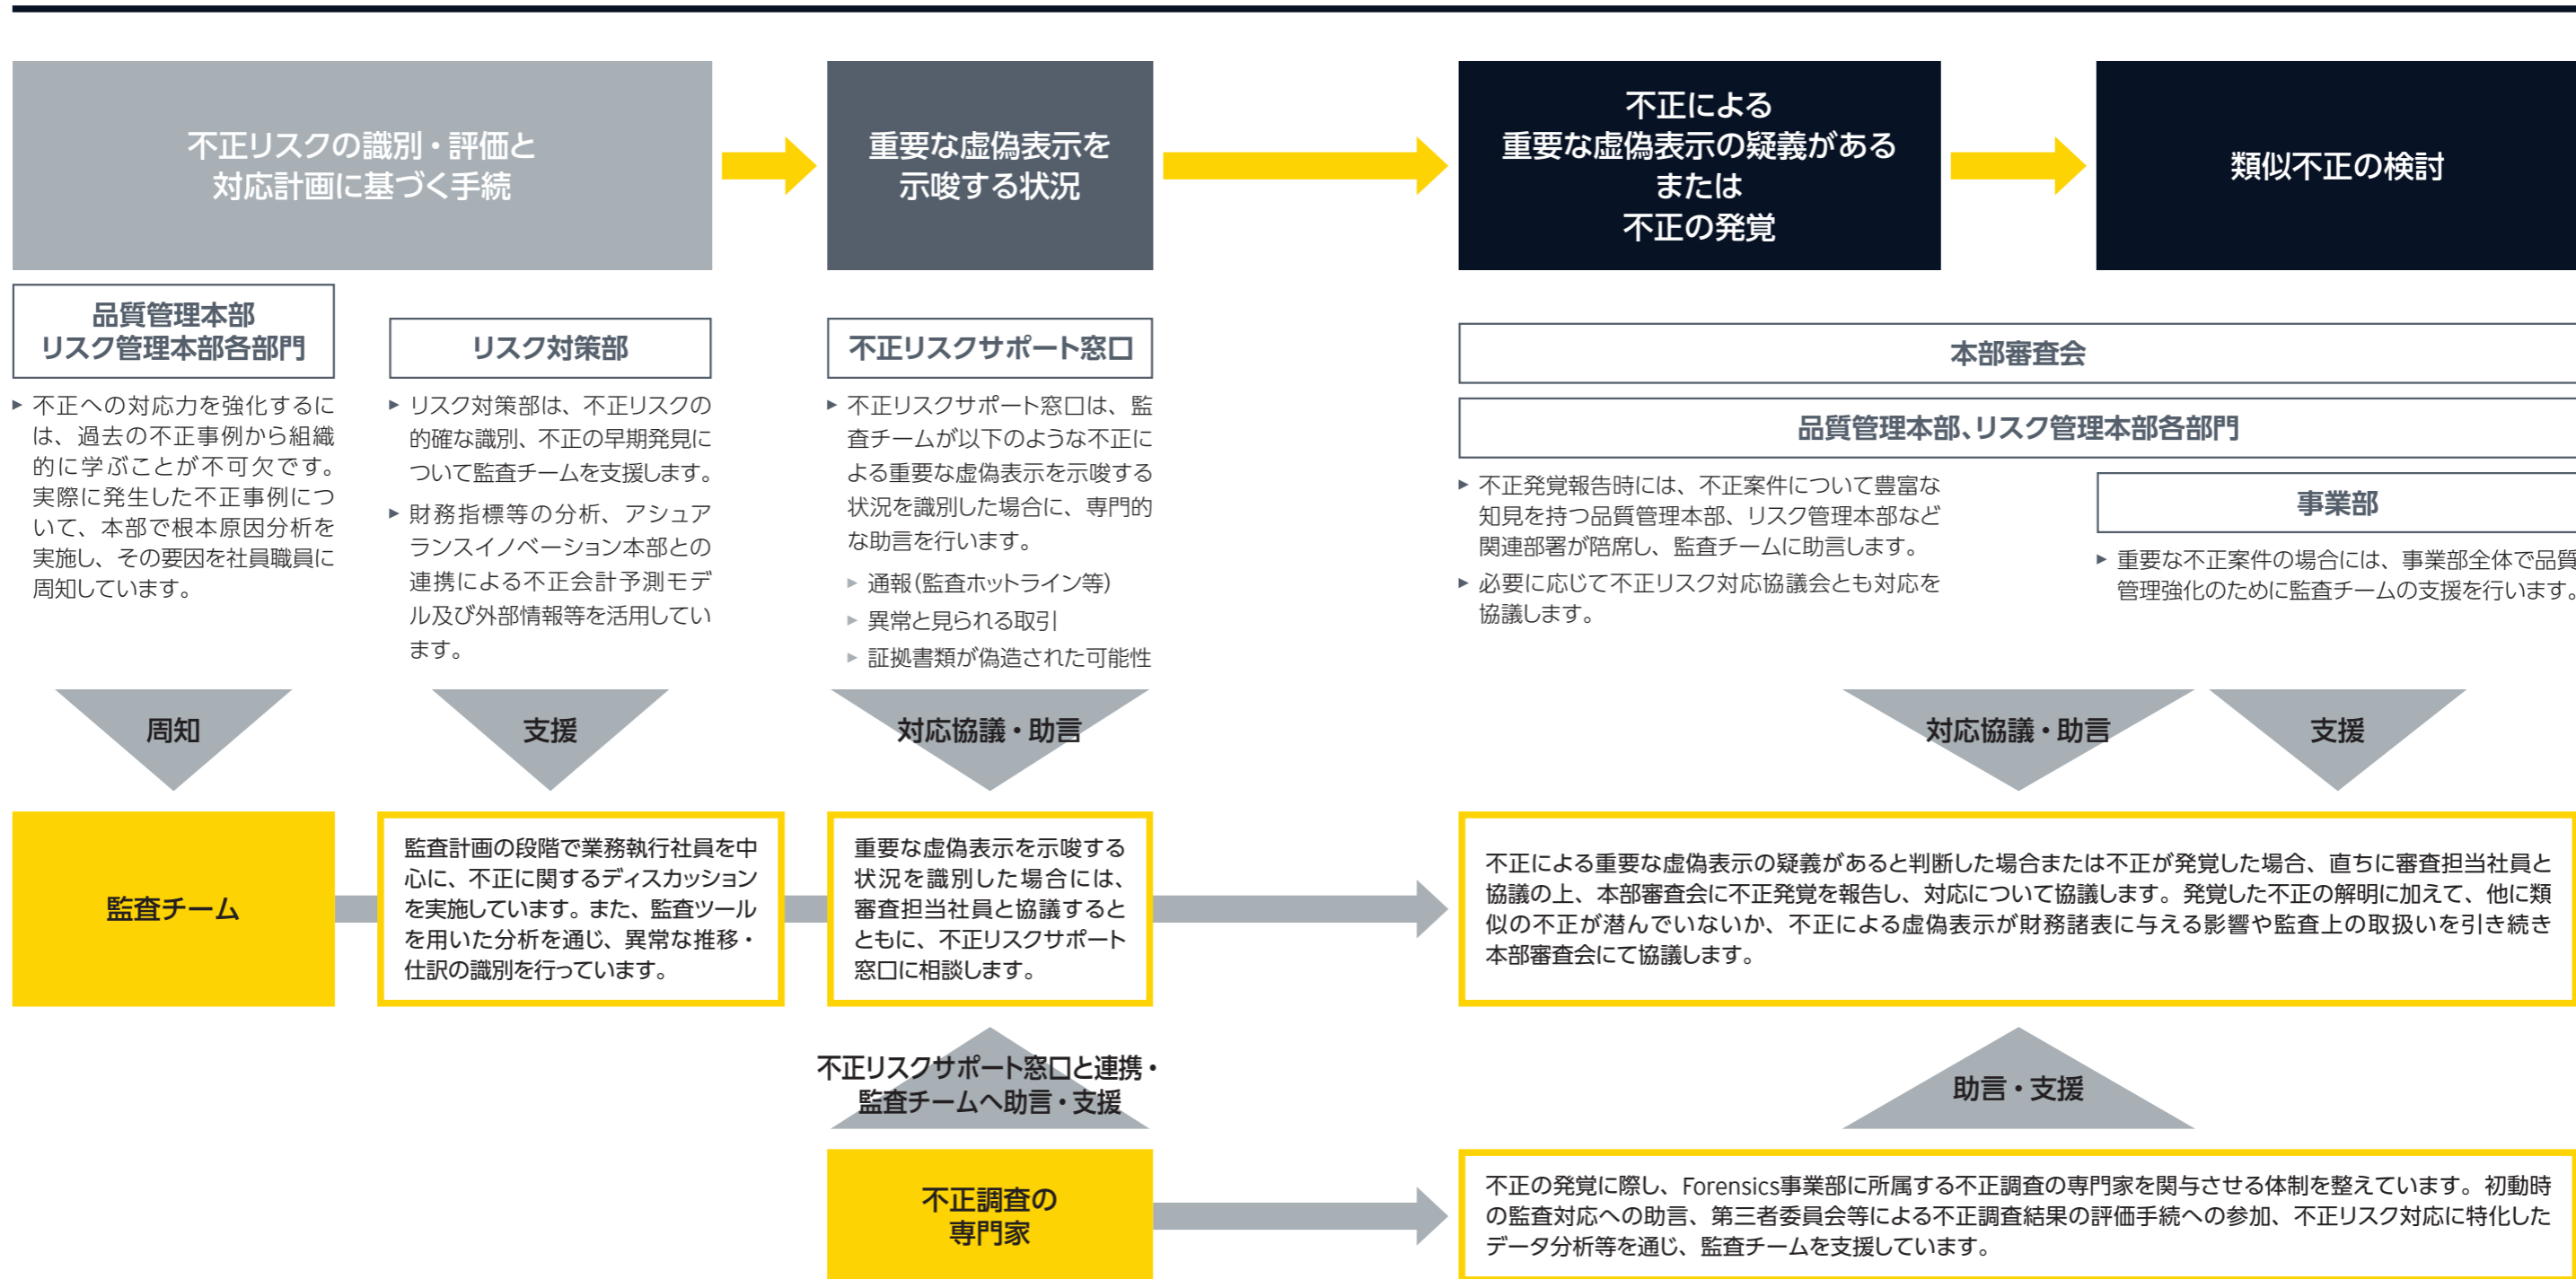 不正リスクの識別・評価と
対応計画に基づく手続
重要な虚偽表示を
示唆する状況
不正による
重要な虚偽表示の疑義がある
または
不正の発覚
類似不正の検討
品質管理本部
リスク管理本部各部門
▶ 不正への対応力を強化するに
は、過去の不正事例から組織
的に学ぶことが不可欠です。
実際に発生した不正事例につ
いて、本部で根本原因分析を
実施し、その要因を社員職員に
周知しています。
リスク対策部
▶ リスク対策部は、不正リスクの
的確な識別、不正の早期発見に
ついて監査チームを支援します。
▶ 財務指標等の分析、アシュア
ランスイノベーション本部との
連携による不正会計予測モデ
ル及び外部情報等を活用してい
ます。
不正リスクサポート窓口
▶ 不正リスクサポート窓口は、監
査チームが以下のような不正に
よる重要な虚偽表示を示唆する
状況を識別した場合に、専門的
な助言を行います。
▶ 通報(監査ホットライン等)
▶ 異常と見られる取引
▶ 証拠書類が偽造された可能性
本部審査会
品質管理本部、リスク管理本部各部門
▶ 不正発覚報告時には、不正案件について豊富な
知見を持つ品質管理本部、リスク管理本部など
関連部署が陪席し、監査チームに助言します。
▶ 必要に応じて不正リスク対応協議会とも対応を
協議します。
事業部
▶ 重要な不正案件の場合には、事業部全体で品質
管理強化のために監査チームの支援を行います。
周知
支援
対応協議・助言
対応協議・助言
支援
監査チーム
監査計画の段階で業務執行社員を中
心に、不正に関するディスカッション
を実施しています。また、監査ツール
を用いた分析を通じ、異常な推移・
仕訳の識別を行っています。
重要な虚偽表示を示唆する
状況を識別した場合には、
審査担当社員と協議すると
ともに、不正リスクサポート
窓口に相談します。
不正による重要な虚偽表示の疑義があると判断した場合または不正が発覚した場合、直ちに審査担当社員と
協議の上、本部審査会に不正発覚を報告し、対応について協議します。発覚した不正の解明に加えて、他に類
似の不正が潜んでいないか、不正による虚偽表示が財務諸表に与える影響や監査上の取扱いを引き続き
本部審査会にて協議します。
不正リスクサポート窓口と連携・
監査チームへ助言・支援
助言・支援
不正調査の
専門家
不正の発覚に際し、Forensics事業部に所属する不正調査の専門家を関与させる体制を整えています。初動時
の監査対応への助言、第三者委員会等による不正調査結果の評価手続への参加、不正リスク対応に特化した
データ分析等を通じ、監査チームを支援しています。